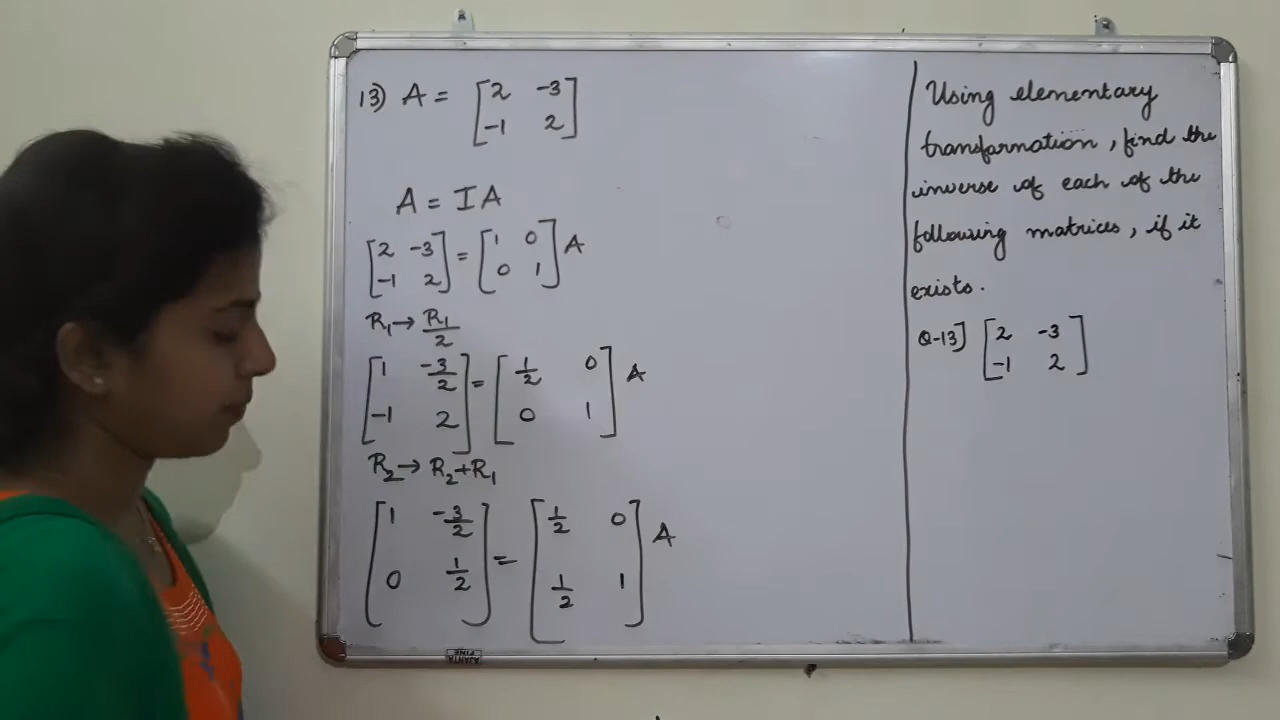 13) A = [2 -3
-1 2]
A = IA
[2 -3
-1 2] = [1 0
0 1] A
R₁→ R₁/2
[1 -3/2
-1 2] = [1/2 0
0 1] A
R₂→ R₂+R₁
[1 -3/2
0 1/2] = [1/2 0
1/2 1] A
Using elementary
transformation, find the
inverse of each of the
following matrices, if it
exists.
Q-13] [2 -3
-1 2]
AJANTA
FINE